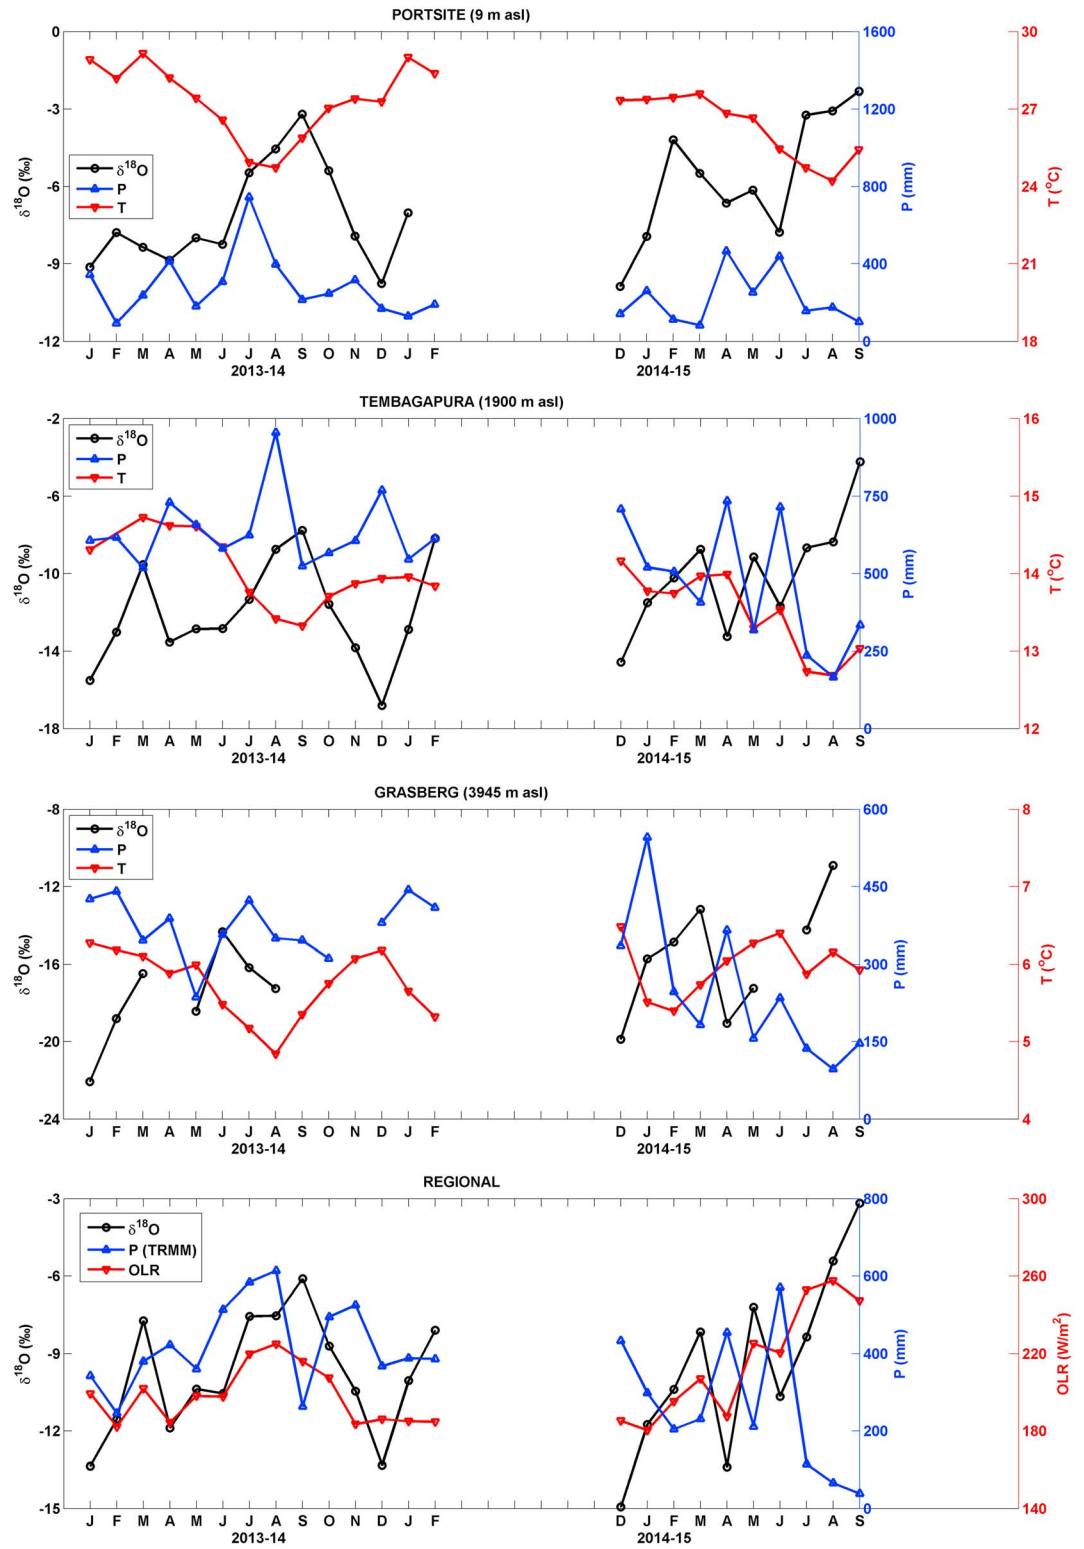 PORTSITE (9 m asl)
δ18O (‰)
0
-3
-6
-9
-12
δ18O
P
T
1600
1200
800
400
0
P (mm)
30
27
24
21
18
T (oC)
J F M A M J J A S O N D J F D J F M A M J J A S
2013-14 2014-15
TEMBAGAPURA (1900 m asl)
δ18O (‰)
-2
-6
-10
-14
-18
δ18O
P
T
1000
750
500
250
0
P (mm)
16
15
14
13
12
T (oC)
J F M A M J J A S O N D J F D J F M A M J J A S
2013-14 2014-15
GRASBERG (3945 m asl)
δ18O (‰)
-8
-12
-16
-20
-24
δ18O
P
T
600
450
300
150
0
P (mm)
8
7
6
5
4
T (oC)
J F M A M J J A S O N D J F D J F M A M J J A S
2013-14 2014-15
REGIONAL
δ18O (‰)
-3
-6
-9
-12
-15
δ18O
P (TRMM)
OLR
800
600
400
200
0
P (mm)
300
260
220
180
140
OLR (W/m2)
J F M A M J J A S O N D J F D J F M A M J J A S
2013-14 2014-15